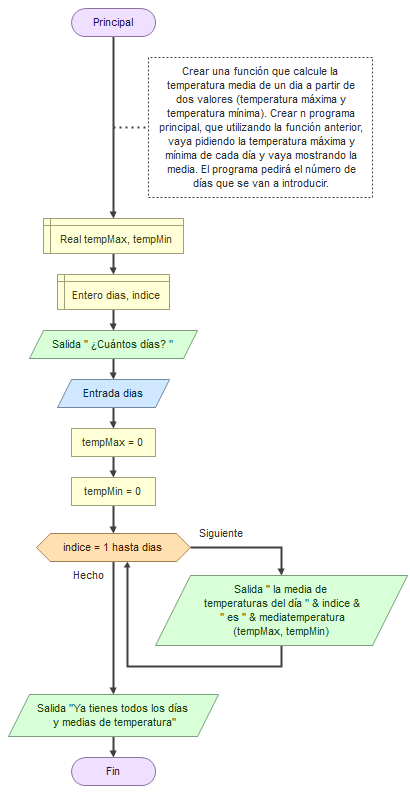 Principal
Crear una función que calcule la
temperatura media de un dia a partir de
dos valores (temperatura máxima y
temperatura mínima). Crear n programa
principal, que utilizando la función anterior,
vaya pidiendo la temperatura máxima y
mínima de cada día y vaya mostrando la
media. El programa pedirá el número de
días que se van a introducir.
Real tempMax, tempMin
Entero dias, indice
Salida " ¿Cuántos días? "
Entrada dias
tempMax = 0
tempMin = 0
indice = 1 hasta dias
Siguiente
Hecho
Salida " la media de
temperaturas del día " & indice &
" es " & mediatemperatura
(tempMax, tempMin)
Salida "Ya tienes todos los días
y medias de temperatura"
Fin